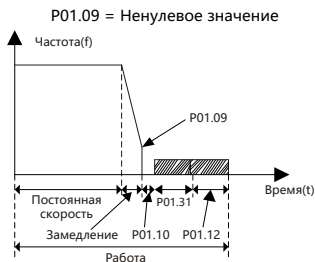 P01.09 = Ненулевое значение
Частота(f)
P01.09
Время(t)
Постоянная
скорость
P01.31
Замедление
P01.10
P01.12
Работа